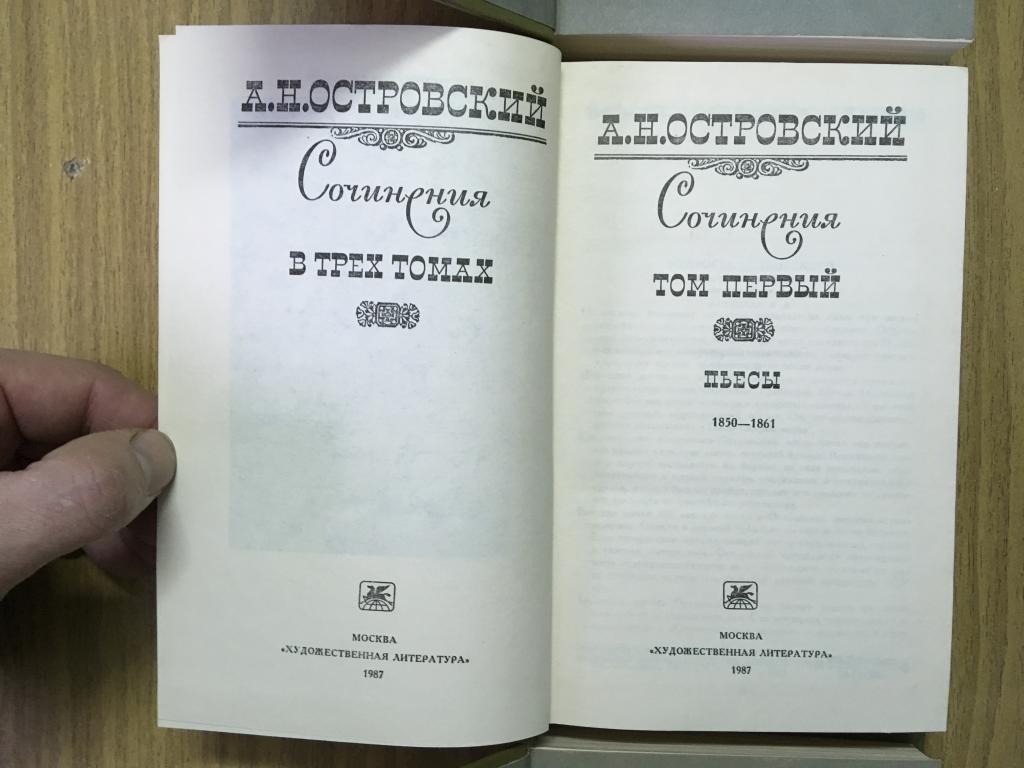 А.Н.ОСТРОВСКИЙ
Сочинения
В ТРЕХ ТОМАХ
МОСКВА
«ХУДОЖЕСТВЕННАЯ ЛИТЕРАТУРА»
1987
А.Н.ОСТРОВСКИЙ
Сочинения
ТОМ ПЕРВЫЙ
ПЬЕСЫ
1850—1861
МОСКВА
«ХУДОЖЕСТВЕННАЯ ЛИТЕРАТУРА»
1987